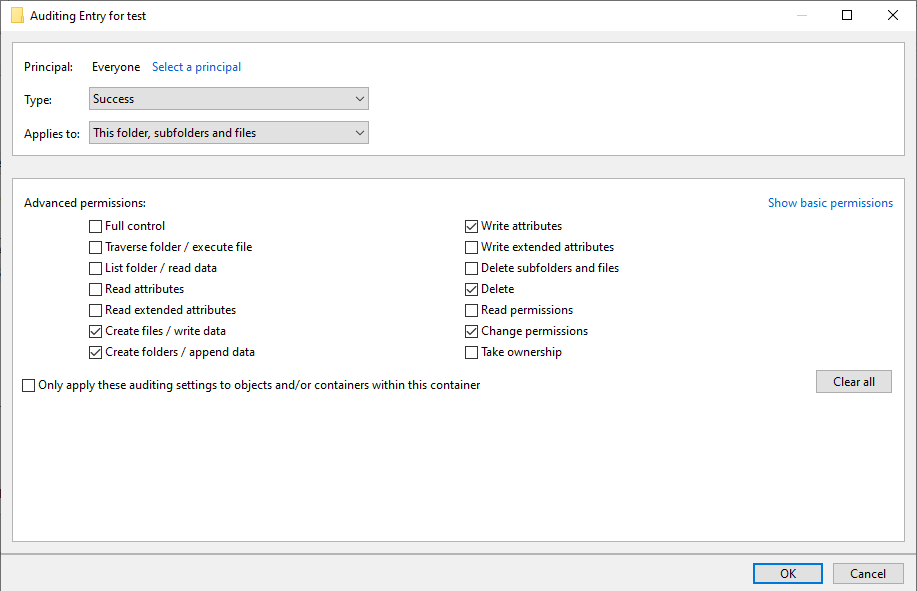 Auditing Entry for test
Principal: Everyone Select a principal
Type: Success
Applies to: This folder, subfolders and files
Advanced permissions: Show basic permissions
Full control Write attributes
Traverse folder / execute file Write extended attributes
List folder / read data Delete subfolders and files
Read attributes Delete
Read extended attributes Read permissions
Create files / write data Change permissions
Create folders / append data Take ownership
Only apply these auditing settings to objects and/or containers within this container Clear all
OK Cancel